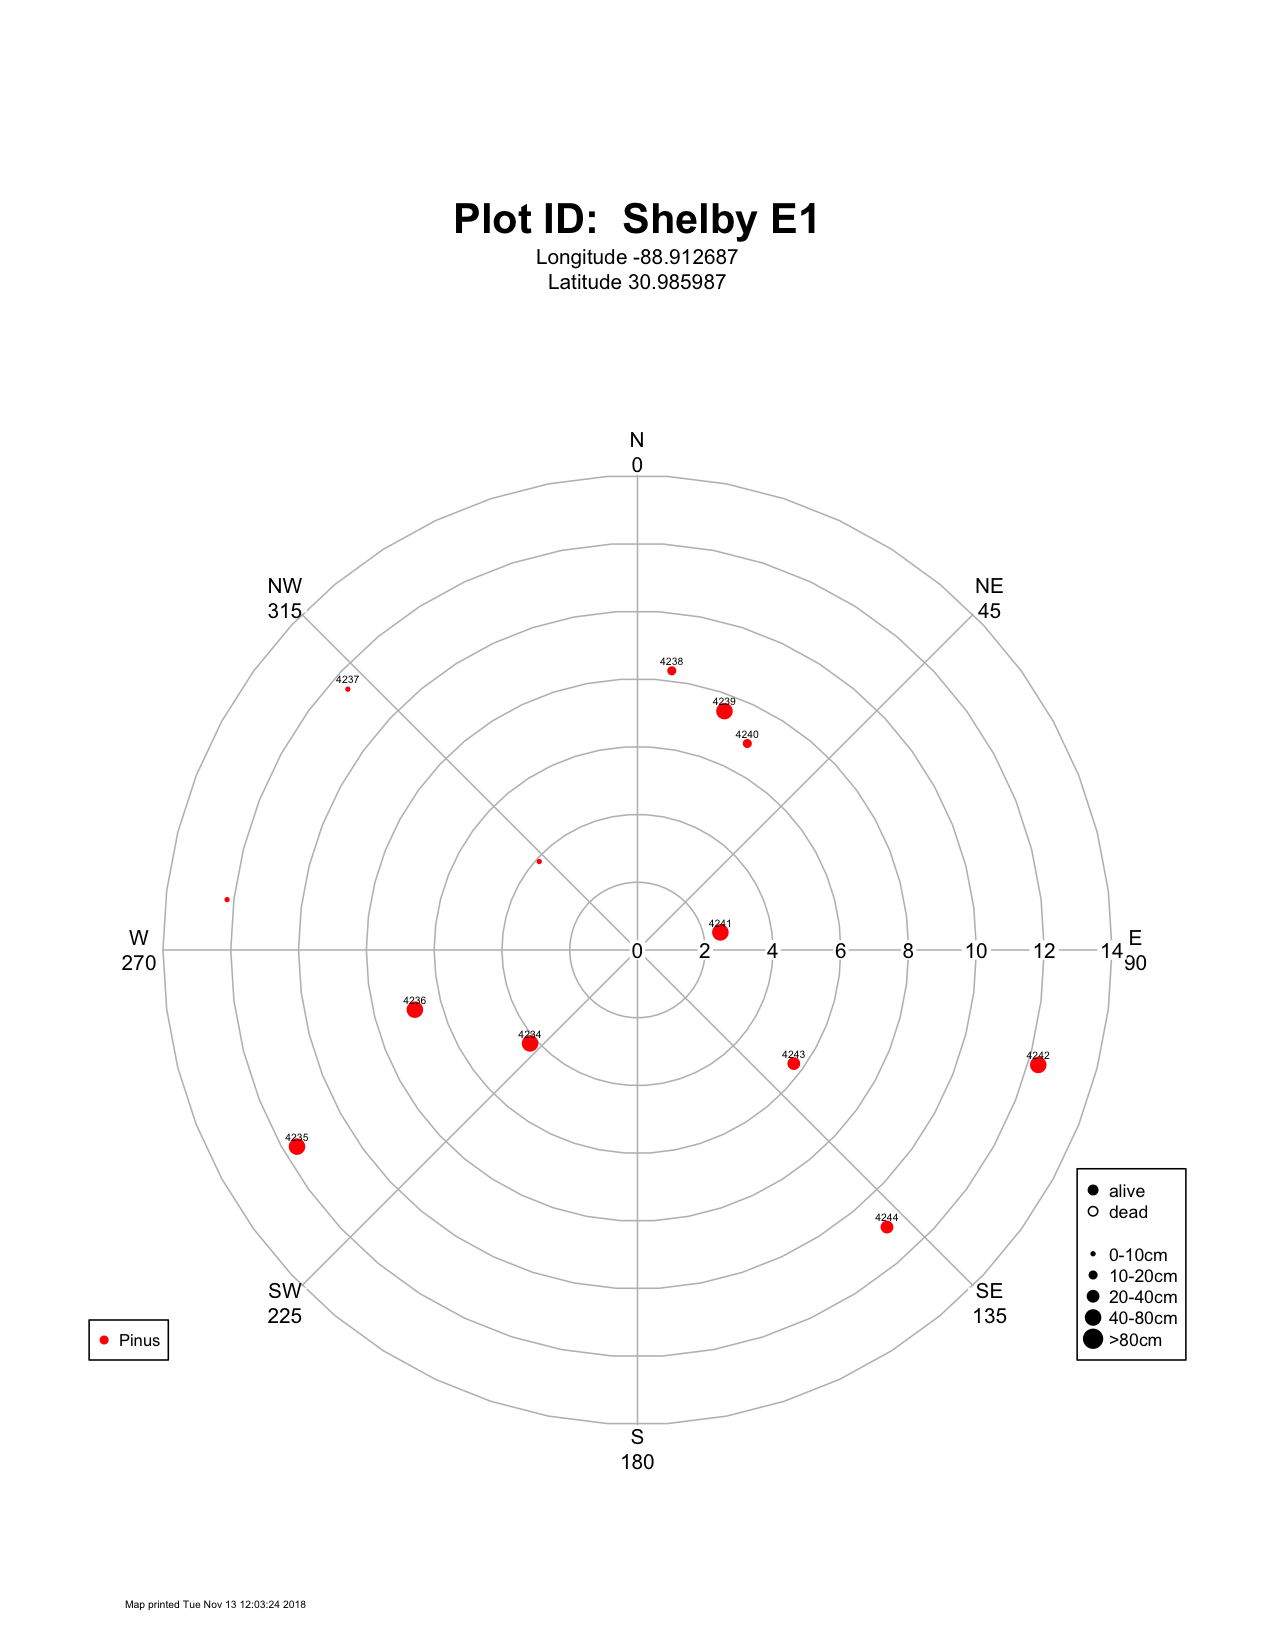 Plot ID:  Shelby E1
Longitude -88.912687
Latitude 30.985987
N
0
NW
315
NE
45
4238
4237
4239
4240
4241
W
270
0 2 4 6 8 10 12 14
E
90
4236
4234
4243
4242
4235
4244
alive
dead
0-10cm
10-20cm
20-40cm
40-80cm
>80cm
SW
225
SE
135
Pinus
S
180
Map printed Tue Nov 13 12:03:24 2018